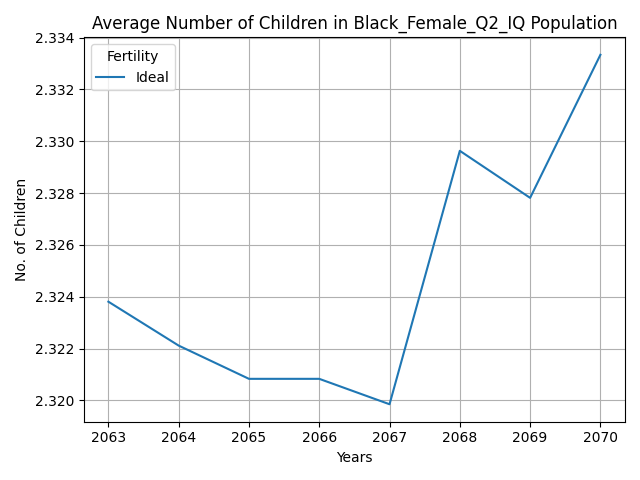 Average Number of Children in Black_Female_Q2_IQ Population
Fertility
Ideal
No. of Children
2.334
2.332
2.330
2.328
2.326
2.324
2.322
2.320
2063 2064 2065 2066 2067 2068 2069 2070
Years